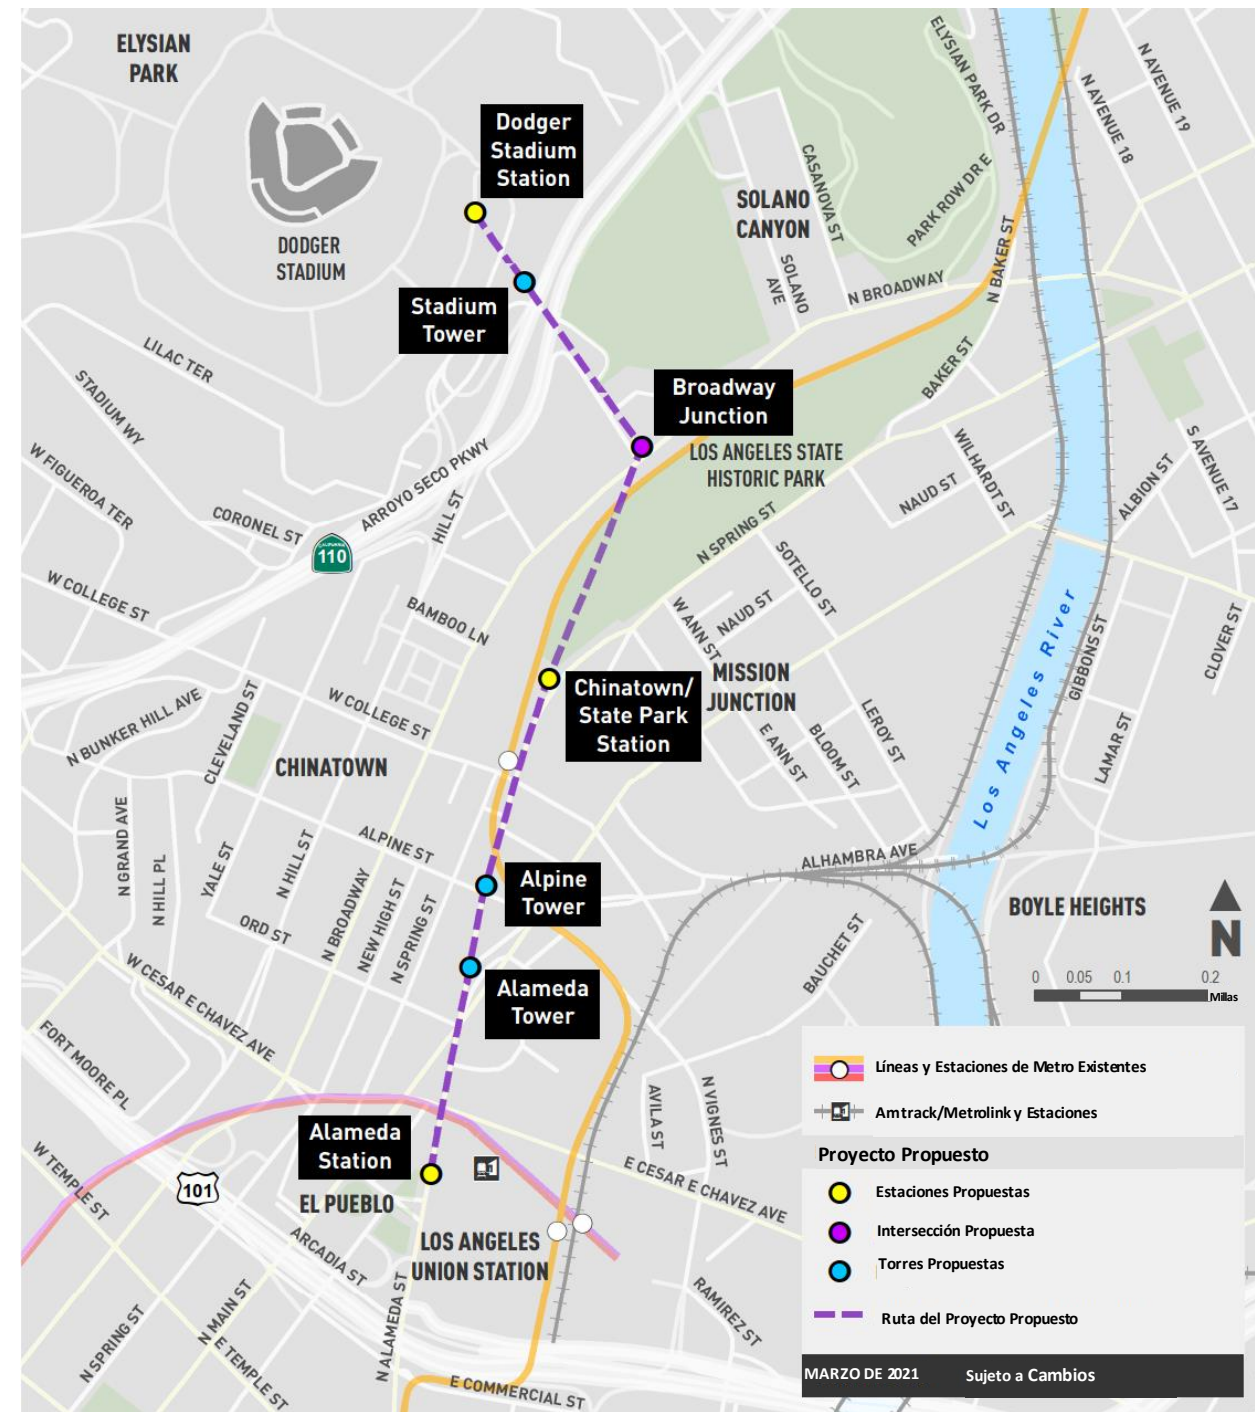 ELYSIAN
PARK
ELYSIAN PARK DR
N AVENUE 19
N AVENUE 18
Dodger
Stadium
Station
CASANOVA ST
PARK ROW DR E
SOLANO
CANYON
DODGER
STADIUM
SOLANO
AVE
N BROADWAY
N BAKER ST
Stadium
Tower
LILAC TER
STADIUM WY
BAKER ST
Broadway
Junction
LOS ANGELES STATE
HISTORIC PARK
W FIGUEROA TER
ARROYO SECO PKWY
WILHARDT ST
NAUD ST
ALBION ST
S AVENUE 17
CORONEL ST
HILL ST
CALIFORNIA
110
N SPRING ST
SOTELLO ST
W COLLEGE ST
BAMBOO LN
W ANN ST
NAUD ST
Los Angeles River
GIBBONS ST
CLOVER ST
Chinatown/
State Park
Station
MISSION
JUNCTION
N BUNKER HILL AVE
CLEVELAND ST
W COLLEGE ST
E ANN ST
BLOOM ST
LEROY ST
LAMAR ST
CHINATOWN
N GRAND AVE
N HILL PL
YALE ST
N HILL ST
ALPINE ST
ALHAMBRA AVE
Alpine
Tower
BOYLE HEIGHTS
N
ORD ST
N BROADWAY
NEW HIGH ST
N SPRING ST
BAUCHET ST
W CESAR E CHAVEZ AVE
Alameda
Tower
0 0.05 0.1 0.2
Millas
FORT MOORE PL
AVILA ST
N VIGNES ST
Alameda
Station
E CESAR E CHAVEZ AVE
W TEMPLE ST
101
EL PUEBLO
ARCADIA ST
LOS ANGELES
UNION STATION
N ALAMEDA ST
RAMIREZ ST
N SPRING ST
N MAIN ST
E TEMPLE ST
E COMMERCIAL ST
Líneas y Estaciones de Metro Existentes
Amtrack/Metrolink y Estaciones
Proyecto Propuesto
Estaciones Propuestas
Intersección Propuesta
Torres Propuestas
Ruta del Proyecto Propuesto
MARZO DE 2021 Sujeto a Cambios